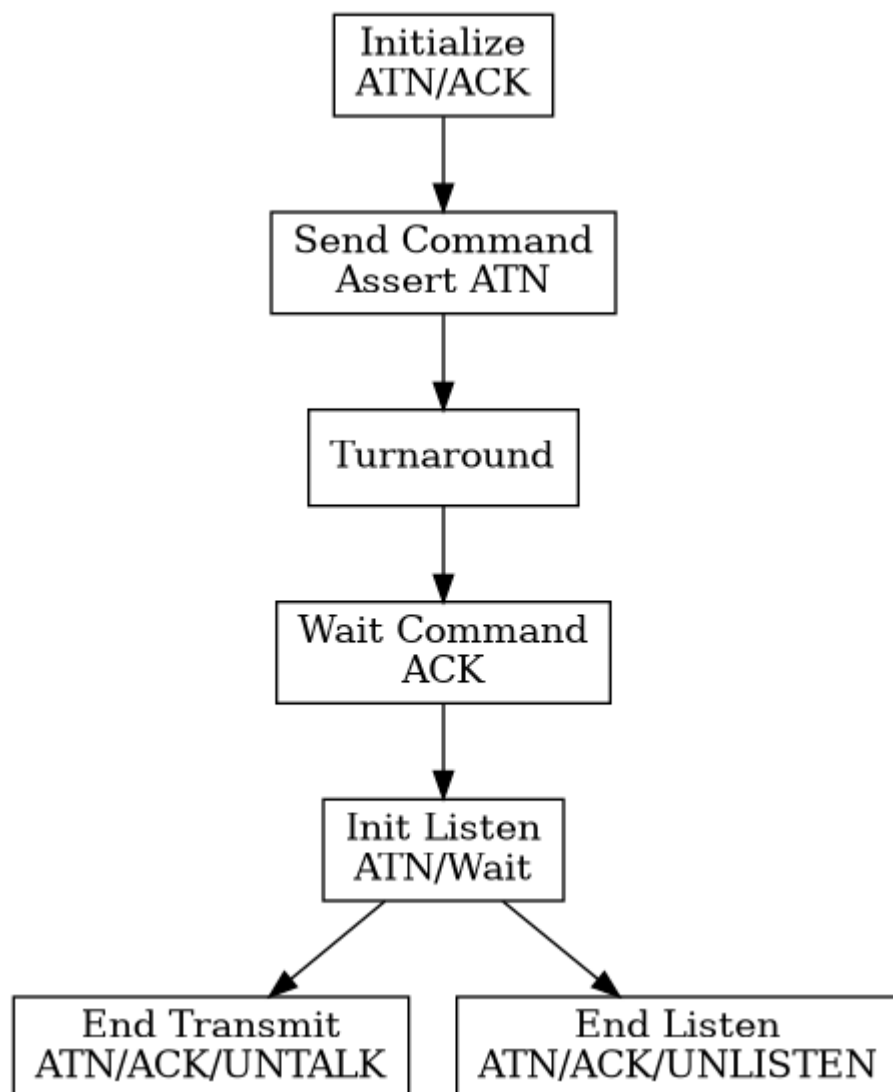 Initialize
ATN/ACK
Send Command
Assert ATN
Turnaround
Wait Command
ACK
Init Listen
ATN/Wait
End Transmit
ATN/ACK/UNTALK
End Listen
ATN/ACK/UNLISTEN